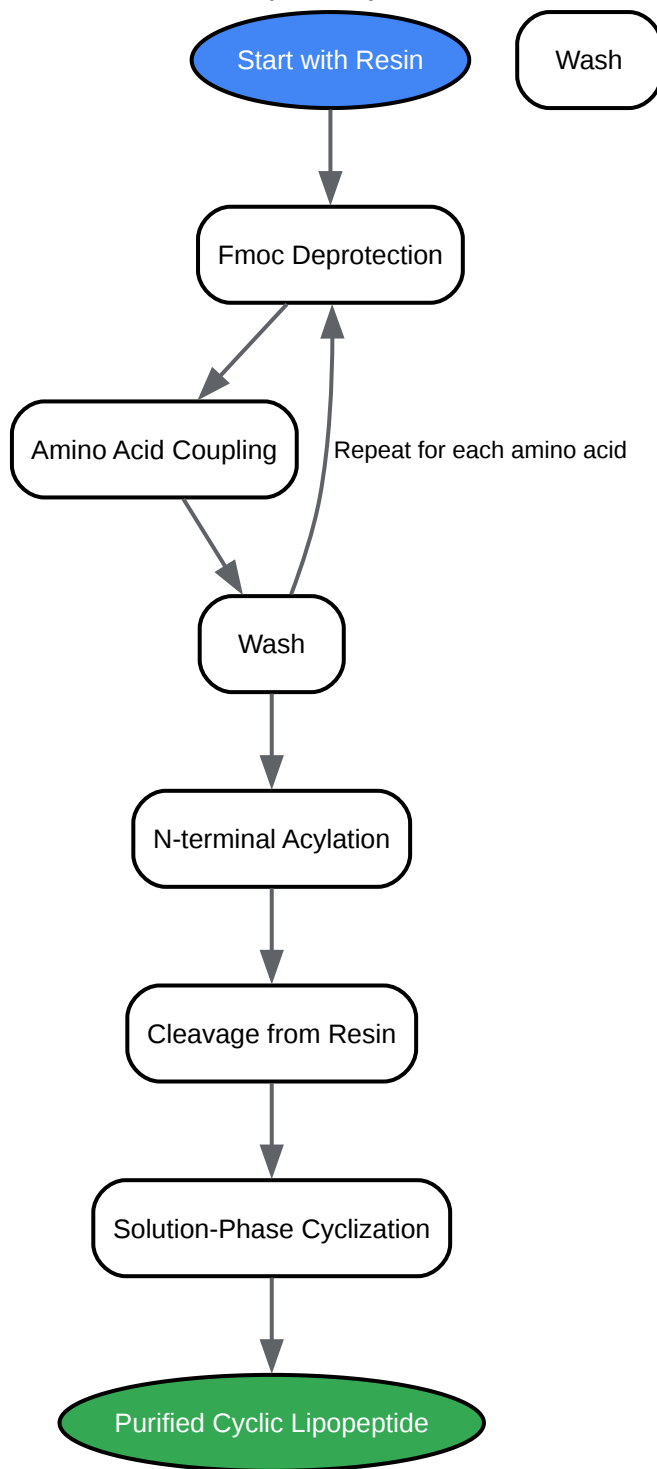 Start with Resin
Wash
Fmoc Deprotection
Amino Acid Coupling
Repeat for each amino acid
Wash
N-terminal Acylation
Cleavage from Resin
Solution-Phase Cyclization
Purified Cyclic Lipopeptide